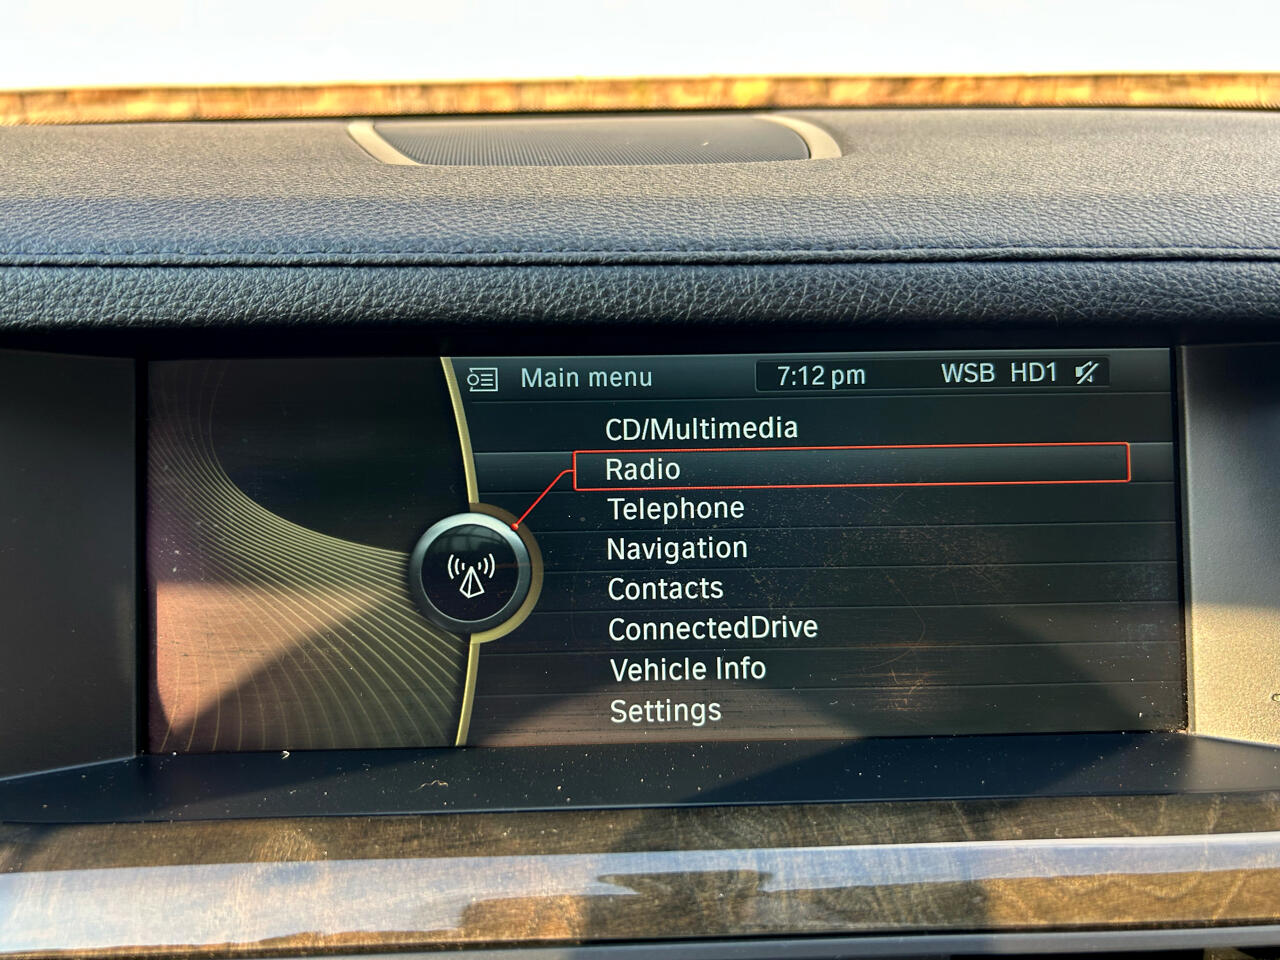 Main menu 7:12 pm WSB HD1
CD/Multimedia
Radio
Telephone
Navigation
Contacts
ConnectedDrive
Vehicle Info
Settings